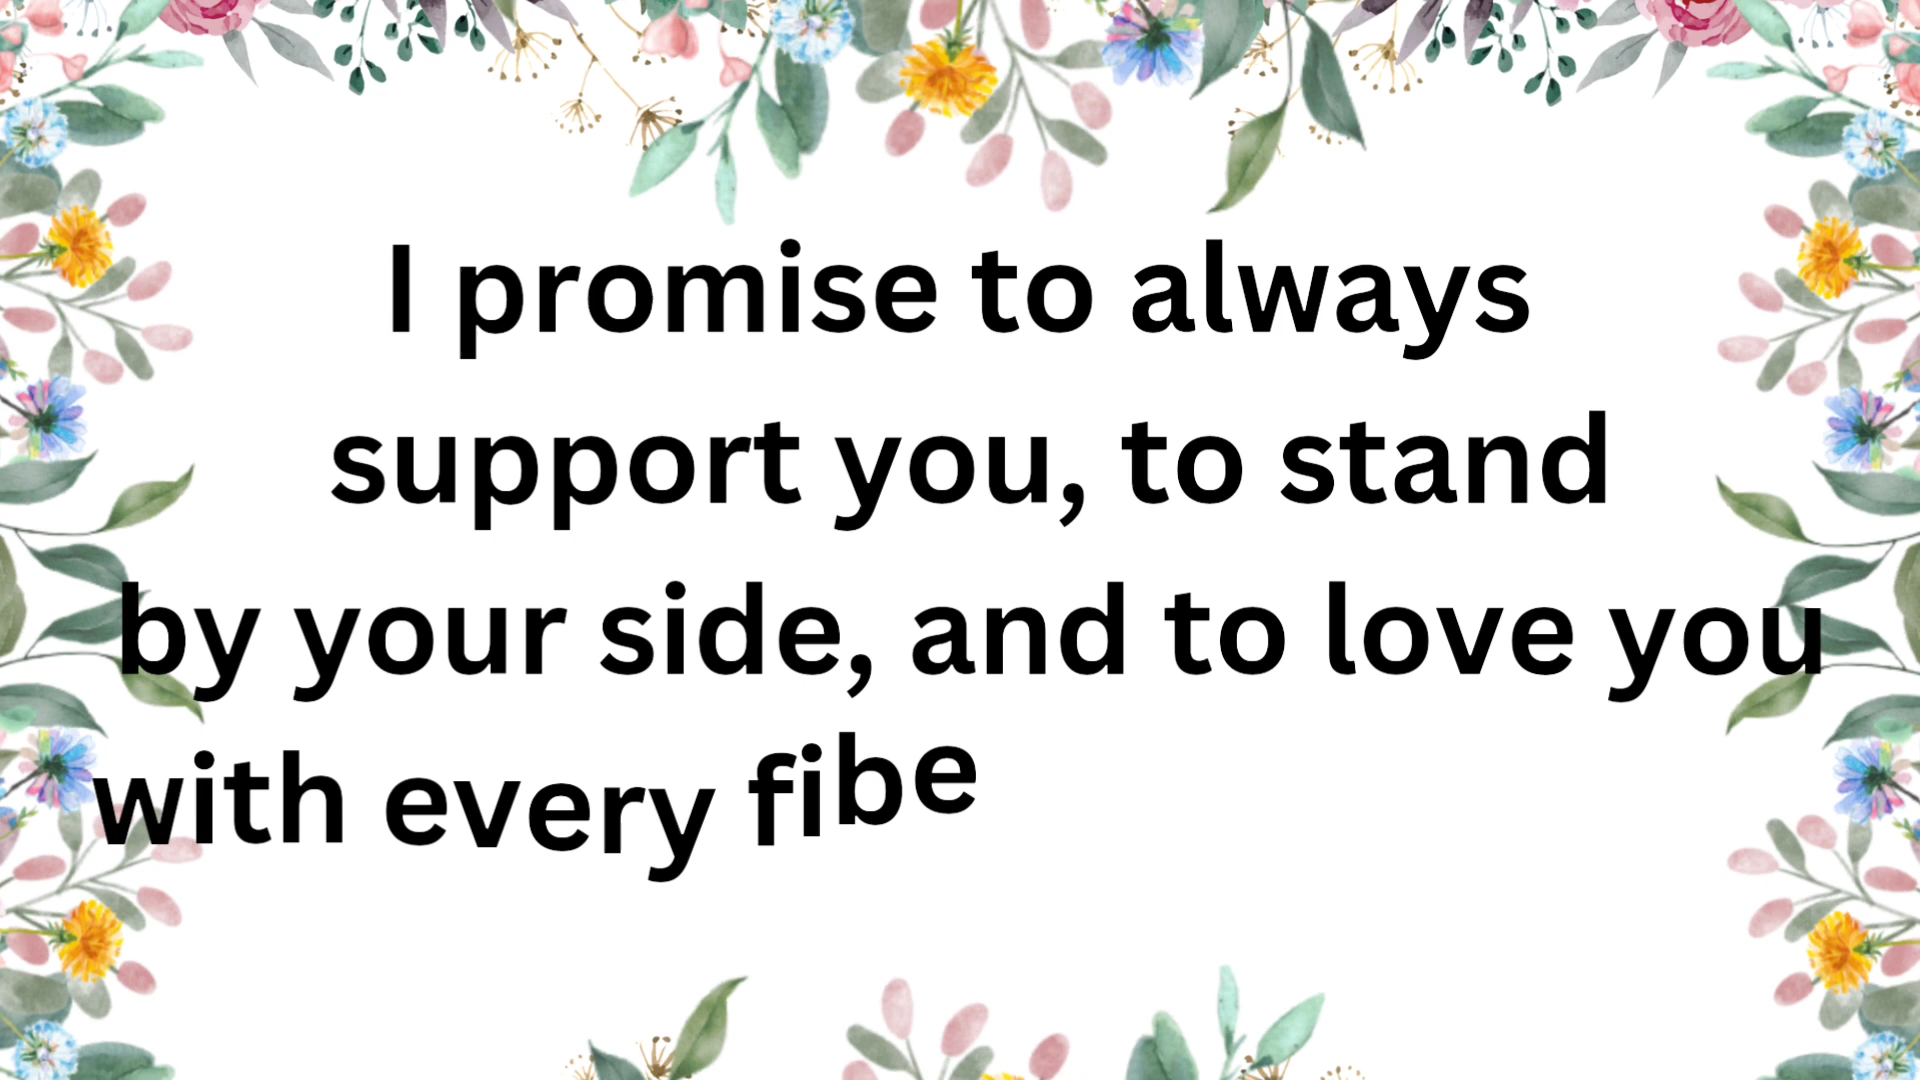 I promise to always
support you, to stand
by your side, and to love you
with every fibe